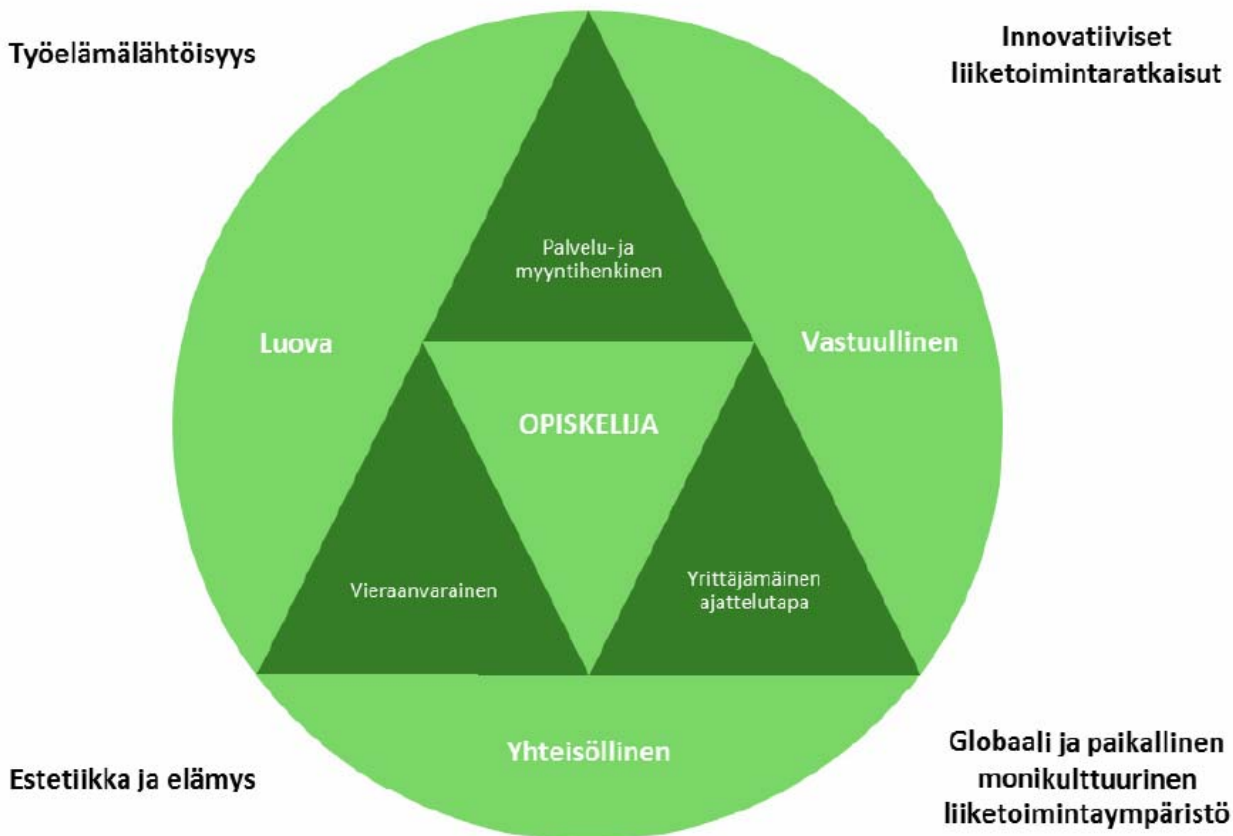 Työelämälähtöisyys
Innovatiiviset
liiketoimintaratkaisut
Palvelu- ja
myyntihenkinen
Luova
Vastuullinen
OPISKELIJA
Vieraanvarainen
Yrittäjämäinen
ajattelutapa
Yhteisöllinen
Estetiikka ja elämys
Globaali ja paikallinen
monikulttuurinen
liiketoimintaympäristö